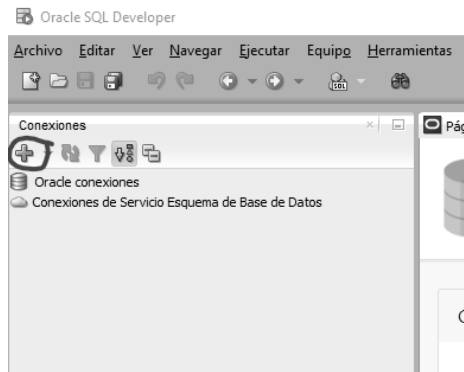 Oracle SQL Developer
Archivo Editar Ver Navegar Ejecutar Equipo Herramientas
SQL
Conexiones
Oracle conexiones
Conexiones de Servicio Esquema de Base de Datos